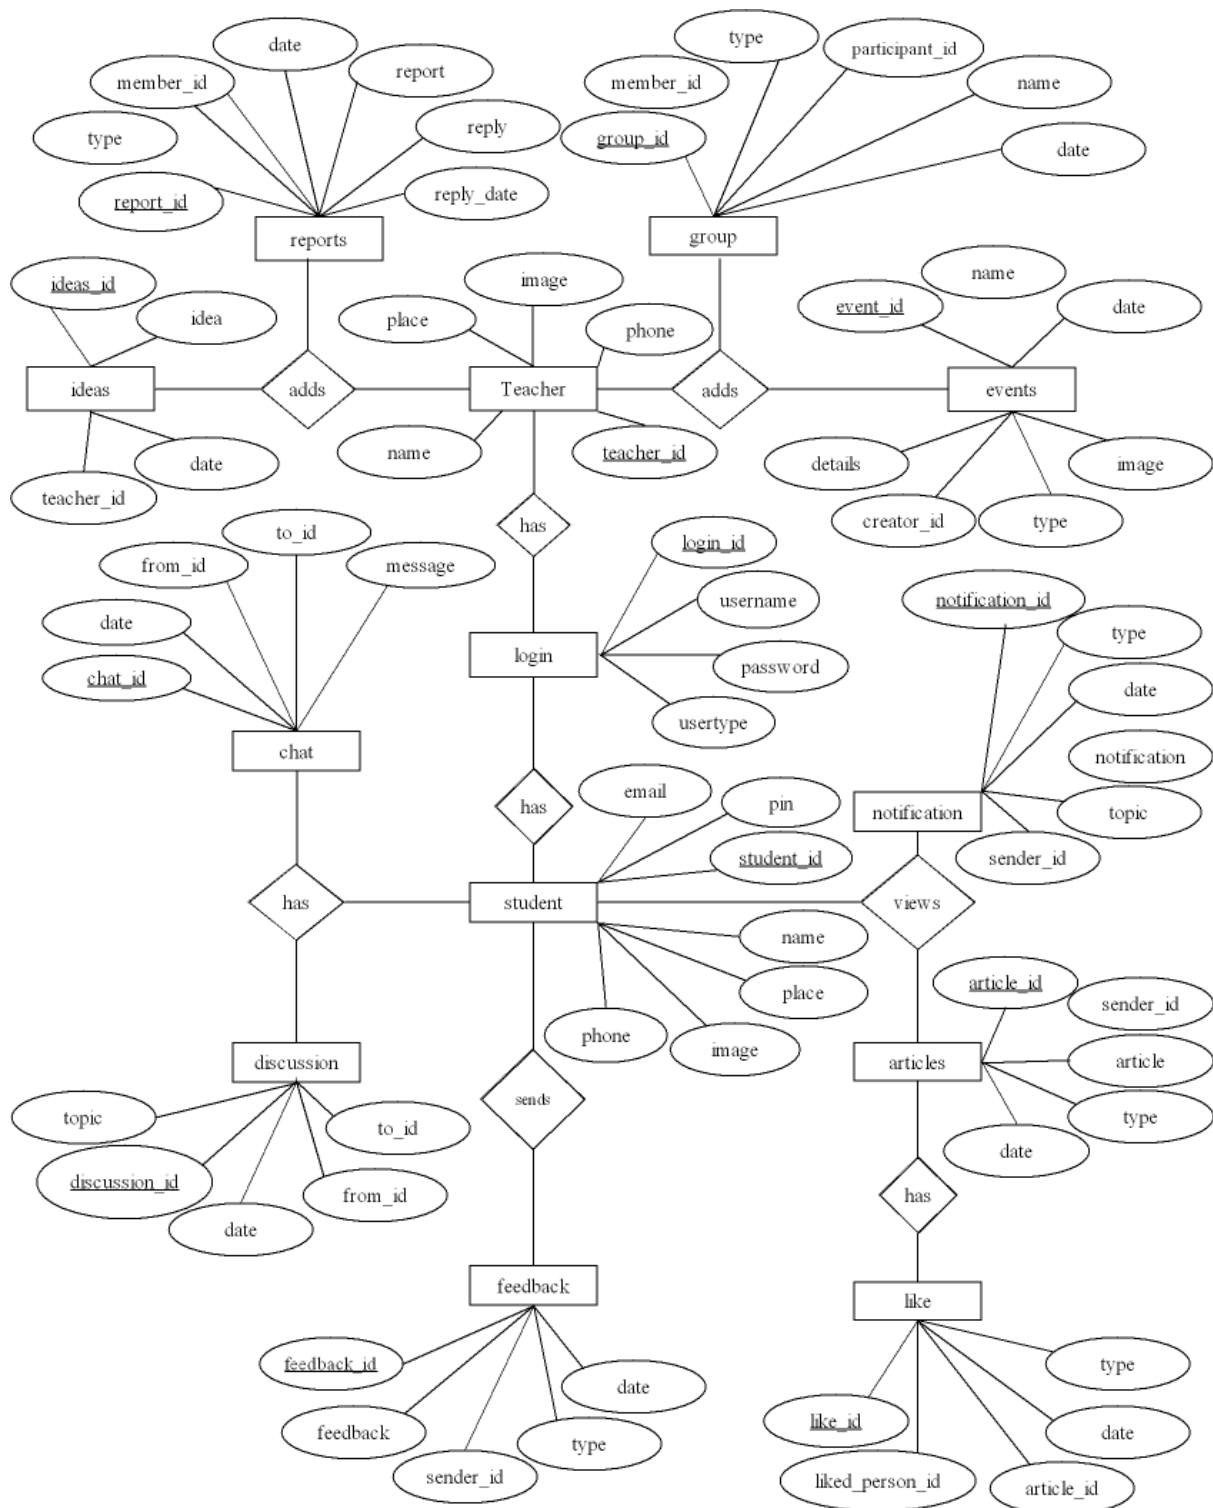 date
type
participant_id
member_id
report
member_id
name
type
reply
group_id
date
report_id
reply_date
reports
group
ideas_id
image
name
idea
place
phone
event_id
date
ideas
adds
Teacher
adds
events
name
teacher_id
date
details
image
teacher_id
creator_id
type
has
to_id
login_id
from_id
message
username
notification_id
date
type
chat_id
login
password
date
usertype
chat
notification
email
pin
has
notification
topic
student_id
sender_id
has
student
views
name
place
article_id
sender_id
phone
image
discussion
articles
article
topic
to_id
sends
type
date
discussion_id
from_id
has
date
feedback
like
feedback_id
date
type
feedback
type
like_id
date
sender_id
liked_person_id
article_id